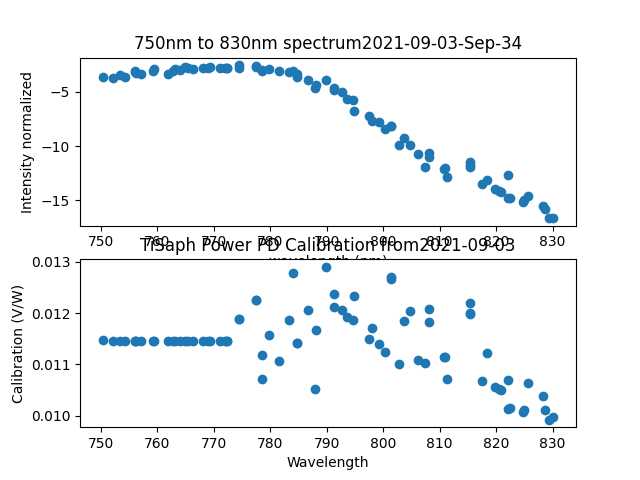 750nm to 830nm spectrum2021-09-03-Sep-34
Intensity normalized
−5
−10
−15
750 760 770 780 790 800 810 820 830
wavelength (nm)
TiSaph Power PD Calibration from2021-09-03
Calibration (V/W)
0.013
0.012
0.011
0.010
750 760 770 780 790 800 810 820 830
Wavelength